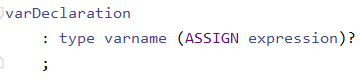 varDeclaration
: type varname (ASSIGN expression)?
;